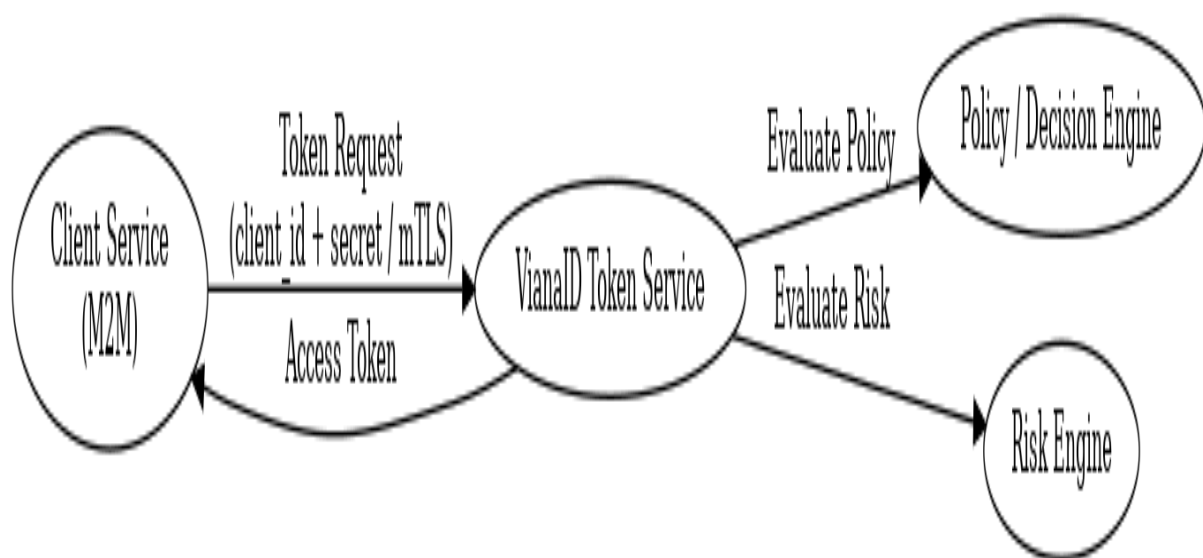 Client Service
(M2M)
Token Request
(client_id + secret / mTLS)
Access Token
VianaID Token Service
Evaluate Policy
Evaluate Risk
Policy / Decision Engine
Risk Engine